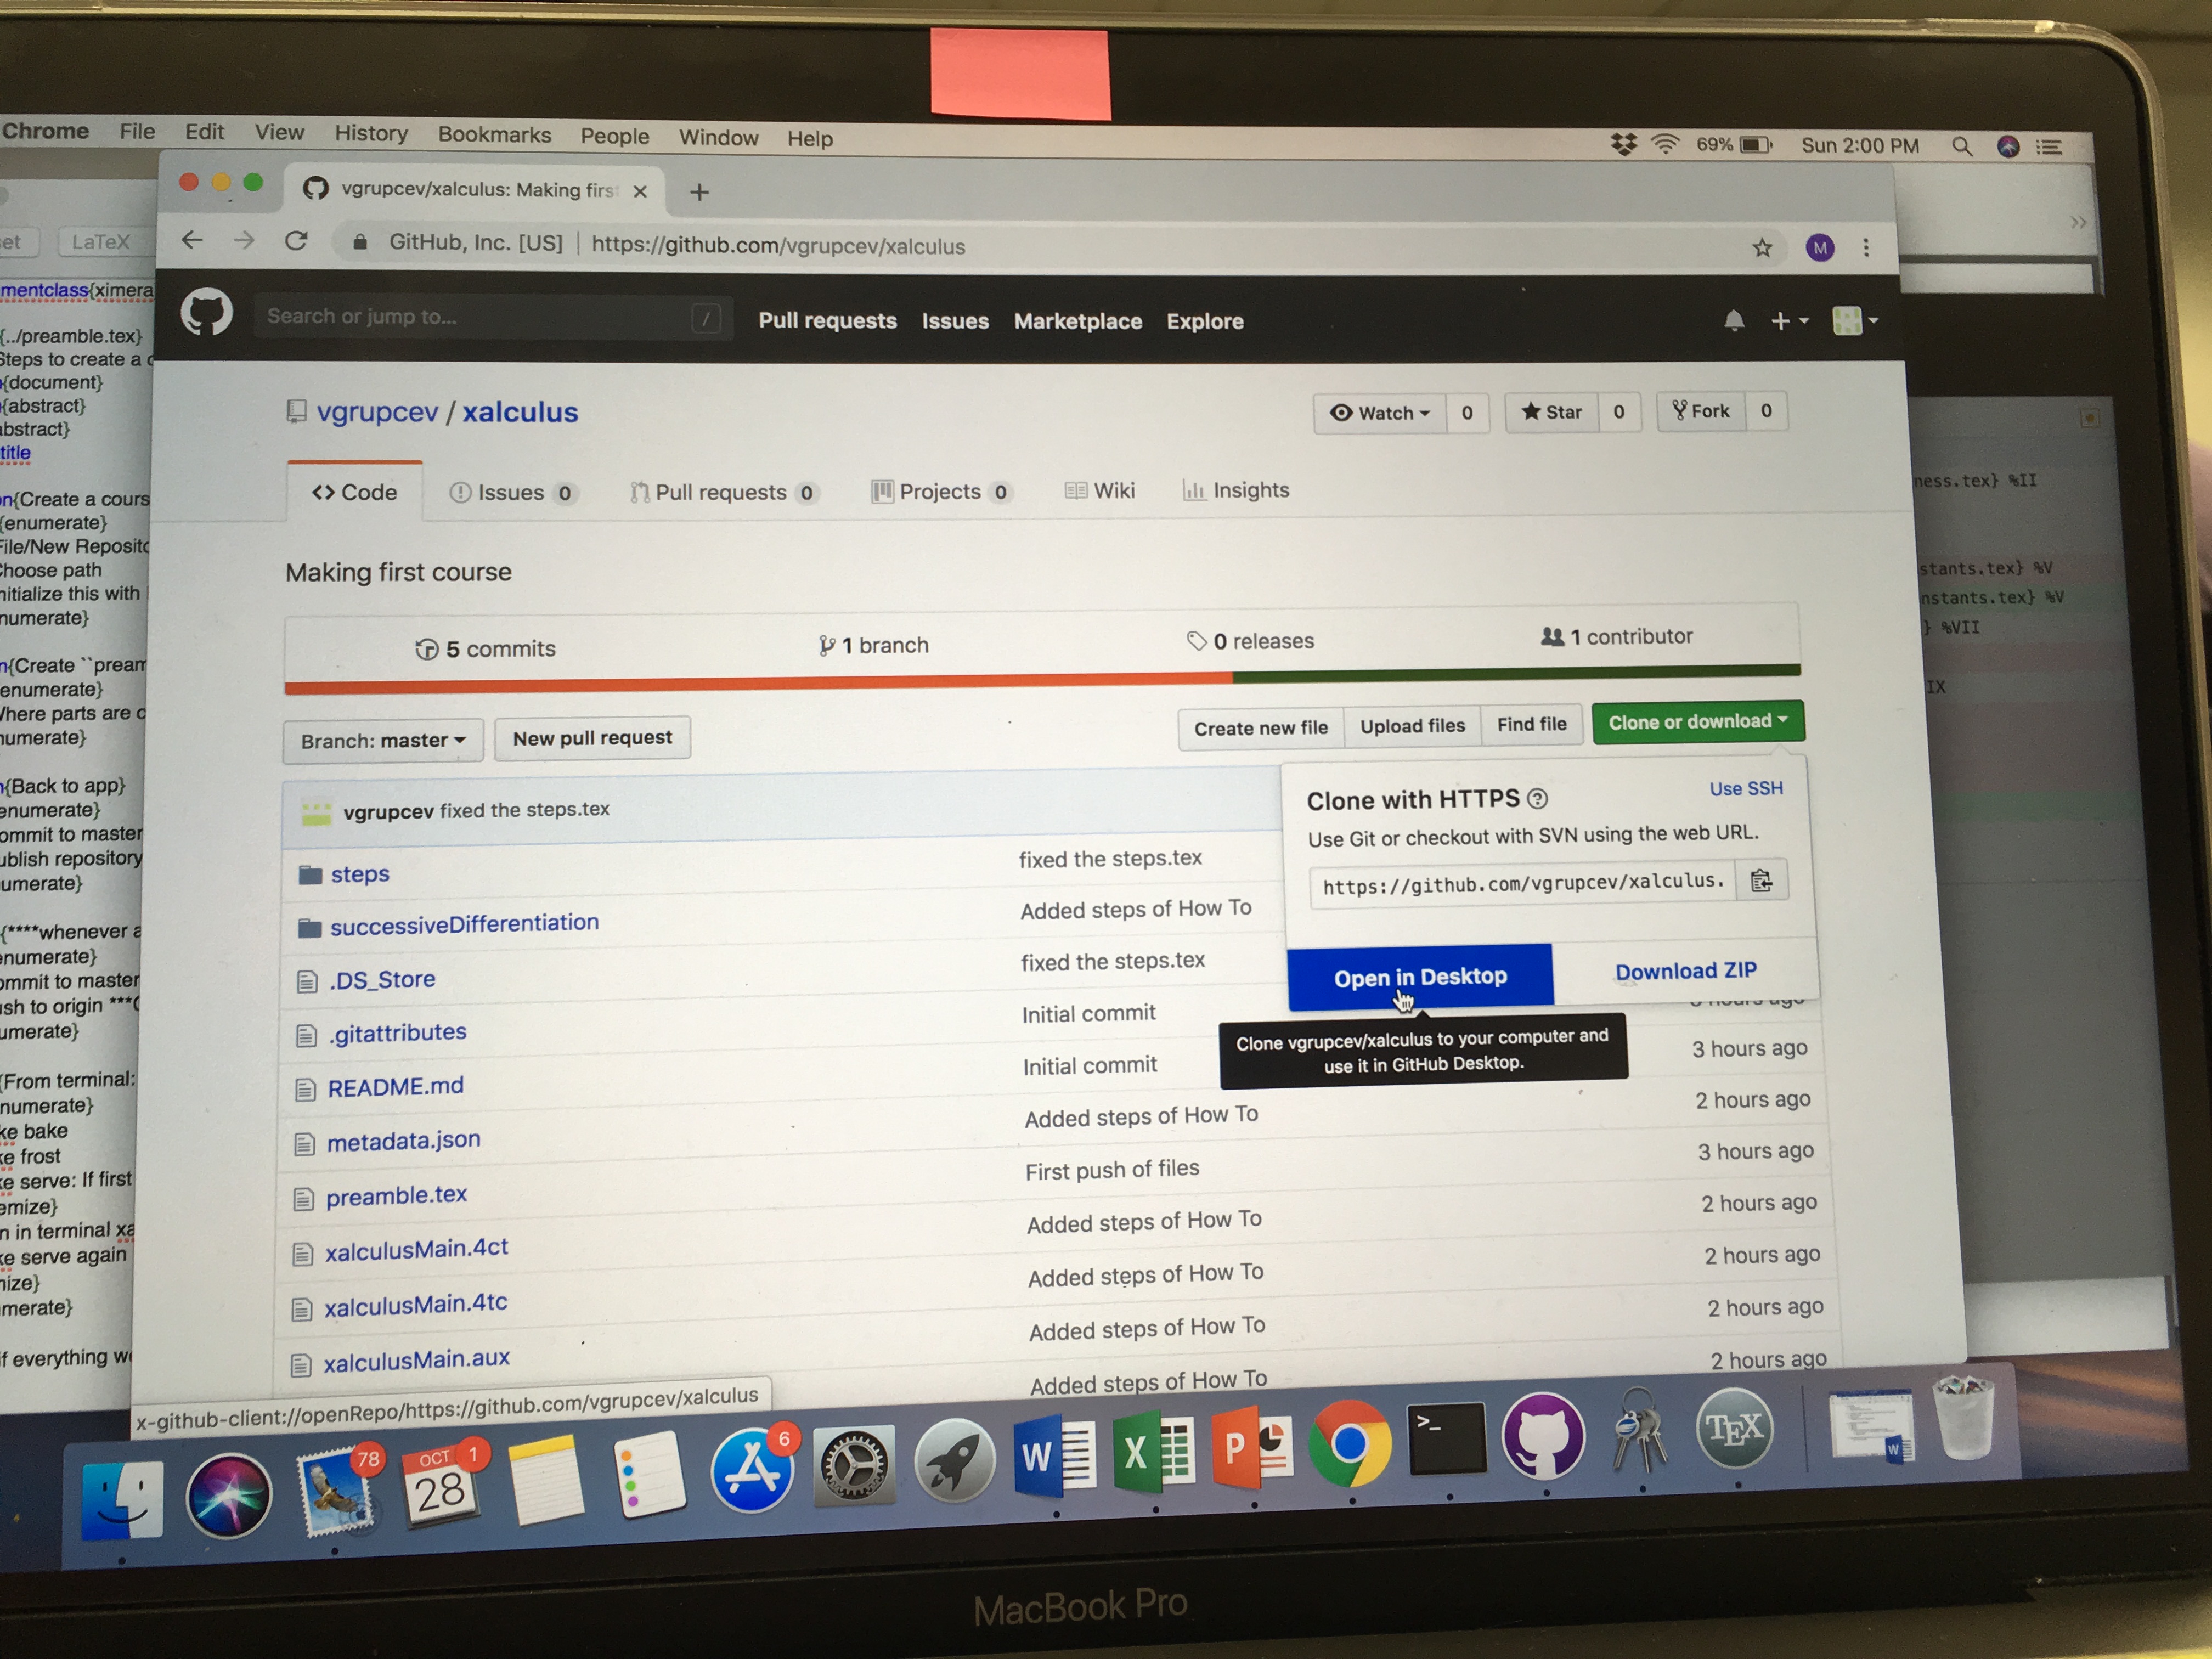 Chrome File Edit View History Bookmarks People Window Help 69% Sun 2:00 PM
vgrupcev/xalculus: Making firs
GitHub, Inc. [US] | https://github.com/vgrupcev/xalculus M
Search or jump to... / Pull requests Issues Marketplace Explore
vgrupcev / xalculus Watch 0 Star 0 Fork 0
Code Issues 0 Pull requests 0 Projects 0 Wiki Insights
Making first course
5 commits 1 branch 0 releases 1 contributor
Branch: master New pull request Create new file Upload files Find file Clone or download
Clone with HTTPS Use SSH
Use Git or checkout with SVN using the web URL.
https://github.com/vgrupcev/xalculus.
Open in Desktop Download ZIP
Clone vgrupcev/xalculus to your computer and
use it in GitHub Desktop.
vgrupcev fixed the steps.tex
steps fixed the steps.tex
successiveDifferentiation Added steps of How To
.DS_Store fixed the steps.tex
.gitattributes Initial commit 3 hours ago
README.md Initial commit 3 hours ago
metadata.json Added steps of How To 2 hours ago
preamble.tex First push of files 3 hours ago
xalculusMain.4ct Added steps of How To 2 hours ago
xalculusMain.4tc Added steps of How To 2 hours ago
xalculusMain.aux Added steps of How To 2 hours ago
Added steps of How To 2 hours ago
x-github-client://openRepo/https://github.com/vgrupcev/xalculus
et LaTeX
mentclass{ximera
{../preamble.tex}
Steps to create a c
{document}
{abstract}
abstract}
title
on{Create a cours
{enumerate}
File/New Reposito
Choose path
nitialize this with
numerate}
n{Create ``pream
enumerate}
Where parts are c
numerate}
n{Back to app}
enumerate}
ommit to master
ublish repository
umerate}
{****whenever a
enumerate}
ommit to master
ush to origin ***(
umerate}
{From terminal:
numerate}
ke bake
ke frost
ke serve: If first
emize}
n in terminal xa
ke serve again
mize}
merate}
if everything we
ness.tex} %II
stants.tex} %V
nstants.tex} %V
} %VII
IX
78
OCT 1
28
6
W
X
P
>_
TEX
W
MacBook Pro